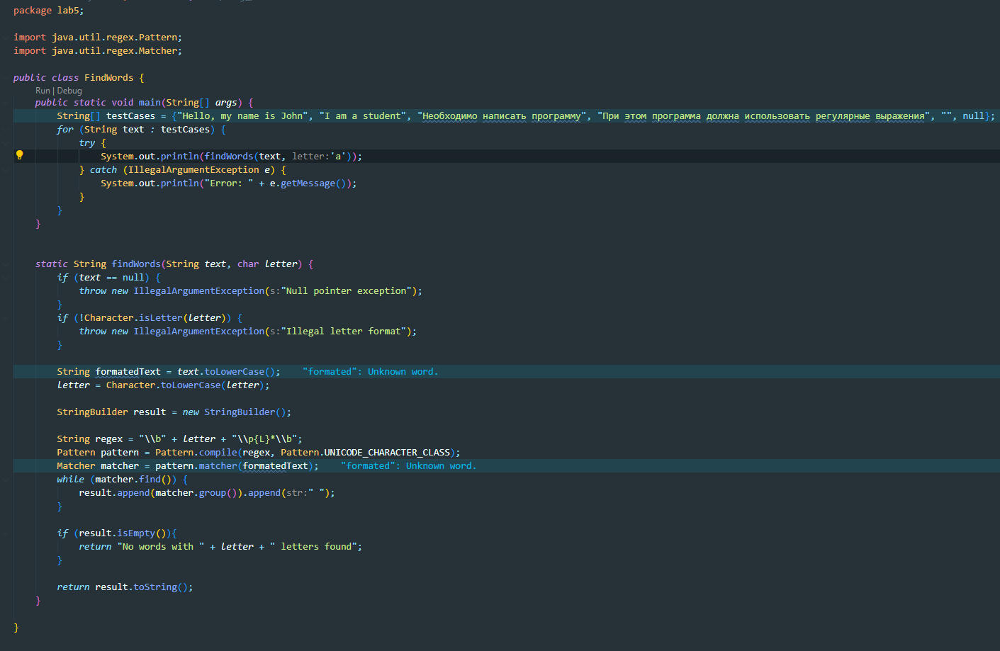 package lab5;
import java.util.regex.Pattern;
import java.util.regex.Matcher;
public class FindWords {
Run | Debug
public static void main(String[] args) {
String[] testCases = {"Hello, my name is John", "I am a student", "Необходимо написать программу", "При этом программа должна использовать регулярные выражения", "", null};
for (String text : testCases) {
try {
System.out.println(findWords(text, letter:'a'));
} catch (IllegalArgumentException e) {
System.out.println("Error: " + e.getMessage());
}
}
}
static String findWords(String text, char letter) {
if (text == null) {
throw new IllegalArgumentException(s:"Null pointer exception");
}
if (!Character.isLetter(letter)) {
throw new IllegalArgumentException(s:"Illegal letter format");
}
String formatedText = text.toLowerCase(); "formated": Unknown word.
letter = Character.toLowerCase(letter);
StringBuilder result = new StringBuilder();
String regex = "\\b" + letter + "\\p{L}*\\b";
Pattern pattern = Pattern.compile(regex, Pattern.UNICODE_CHARACTER_CLASS);
Matcher matcher = pattern.matcher(formatedText); "formated": Unknown word.
while (matcher.find()) {
result.append(matcher.group()).append(str:" ");
}
if (result.isEmpty()){
return "No words with " + letter + " letters found";
}
return result.toString();
}
}